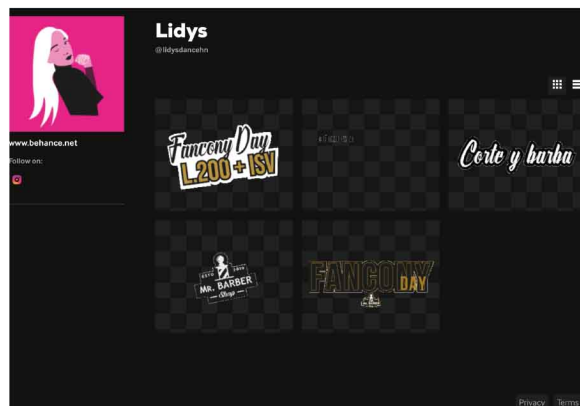 Lidys
@lidysdancehn
www.behance.net
Follow on:
Fancony Day
L.200 + ISV
Corte y barba
ESTD 2019
MR. BARBER
Shop
FANCONY
DAY
Privacy Terms